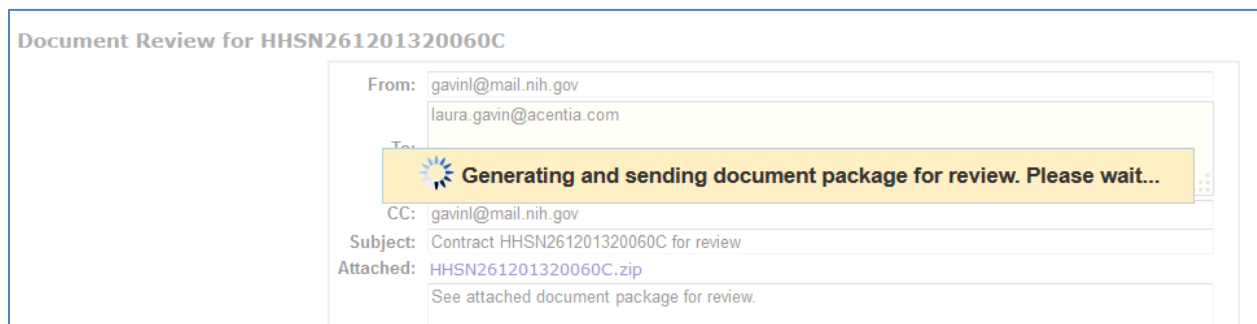 Document Review for HHSN261201320060C
From: gavinl@mail.nih.gov
laura.gavin@acentia.com
To:
Generating and sending document package for review. Please wait...
CC: gavinl@mail.nih.gov
Subject: Contract HHSN261201320060C for review
Attached: HHSN261201320060C.zip
See attached document package for review.